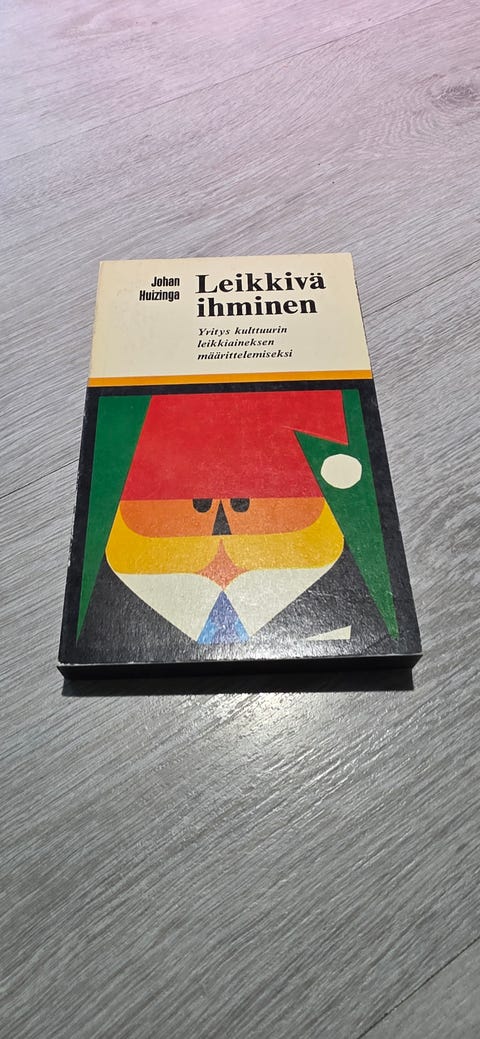 Johan
Huizinga
Leikkivä
ihminen
Yritys kulttuurin
leikkiaineksen
määrittelemiseksi